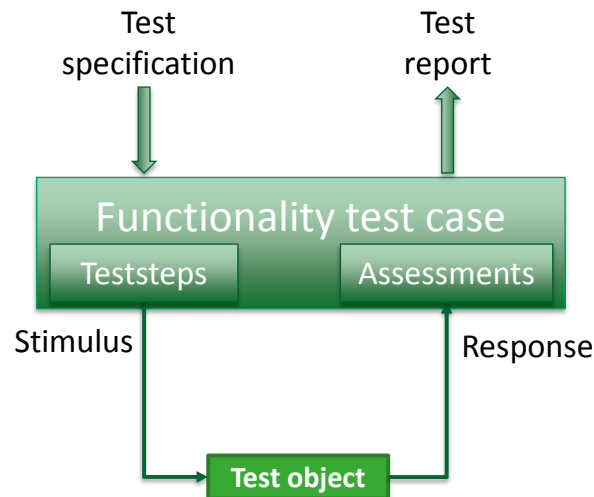 Test
specification
Test
report
Functionality test case
Teststeps
Assessments
Stimulus
Response
Test object